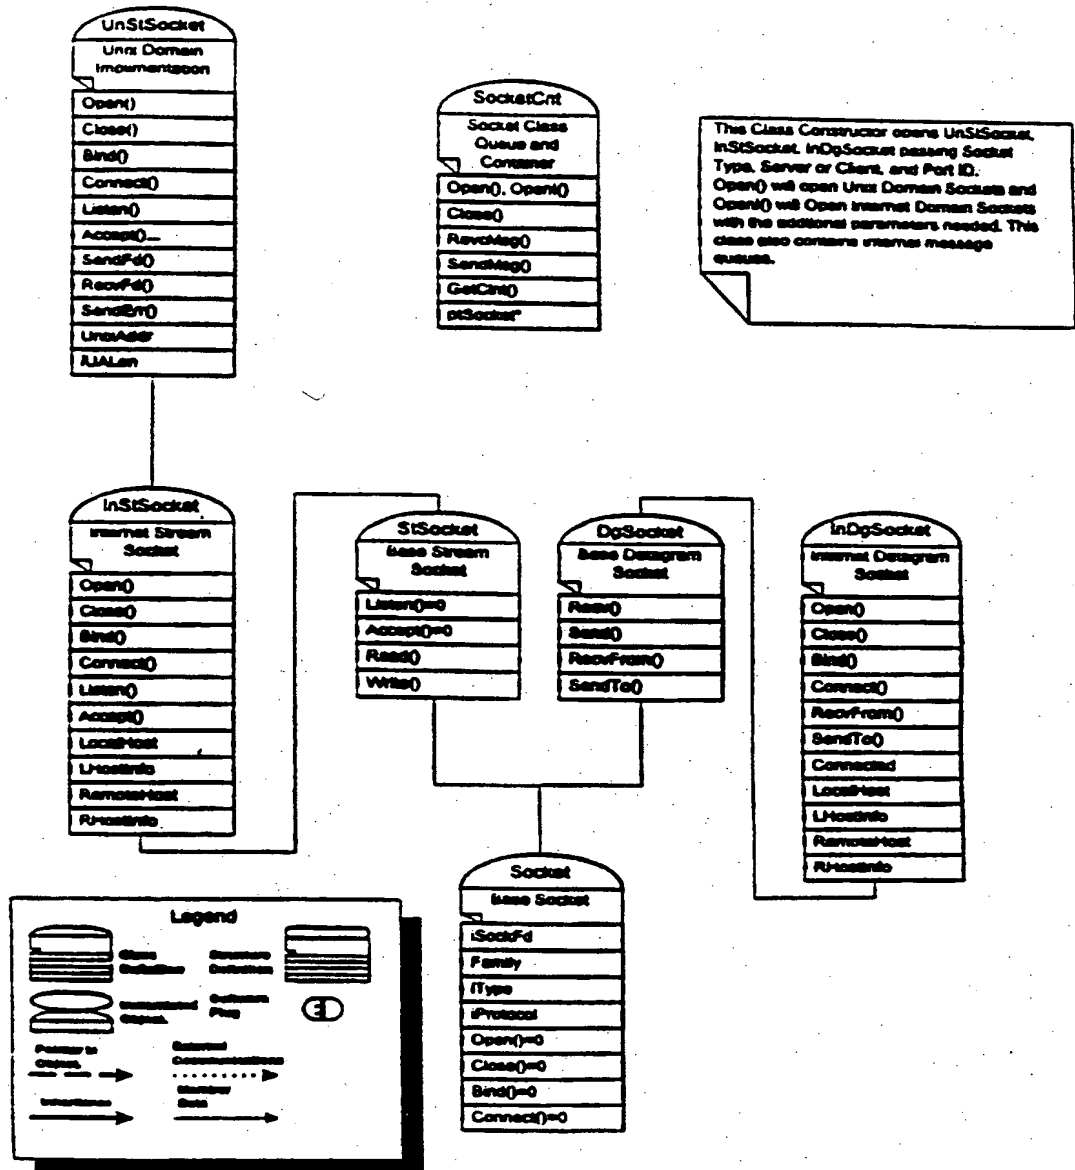 UnStSocket
Unix Domain
Open()
Close()
Bind()
Connect()
Listen()
Accept()
SendFd()
RecvFd()
SendErr()
UnixAddr
SocketCnt
Socket Class
Queue and
Container
Open(), OpenI()
Close()
RevcMsg()
SendMsg()
ptSocket*
This Class Constructor opens UnStSocket,
InStSocket, InDgSocket passing Socket
Type, Server or Client, and Port ID.
Open() will open Unix Domain Sockets and
OpenI() will Open Internet Domain Sockets
with the additional parameters needed. This
class also contains internal message
queues.
InStSocket
Internet Stream
Socket
Open()
Close()
Bind()
Connect()
Listen()
Accept()
LocalHost
LHostInfo
RemoteHost
RHostInfo
StSocket
Base Stream
Socket
Listen()=0
Accept()=0
Read()
Write()
DgSocket
Base Datagram
Socket
Recv()
Send()
RecvFrom()
SendTo()
InDgSocket
Internet Datagram
Socket
Open()
Close()
Bind()
Connect()
RecvFrom()
SendTo()
Connected
LocalHost
LHostInfo
RemoteHost
RHostInfo
Socket
Base Socket
iSockFd
Family
iProtocol
Open()=0
Close()=0
Bind()=0
Connect()=0
Legend
Class
Definition
Structure
Definition
Instantiated
Object
Software
Plug
Pointer to
Object
External
Communications
Inheritance
Member
Data